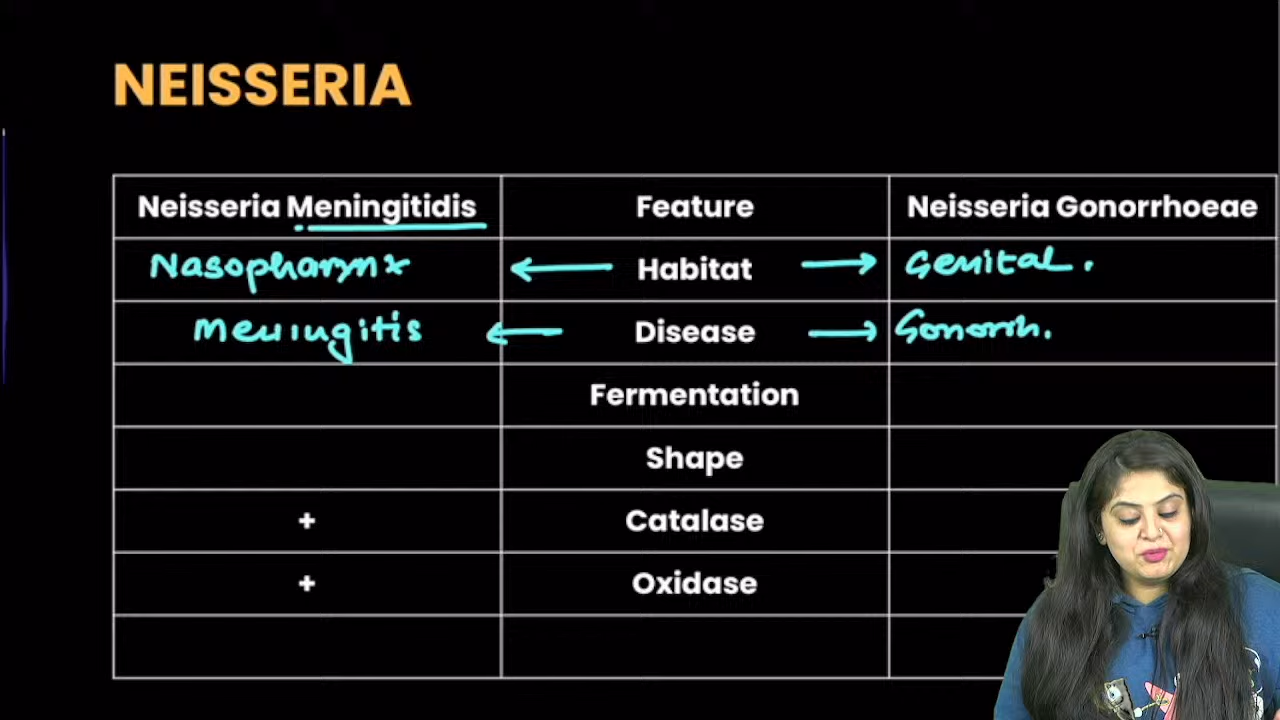 NEISSERIA
Neisseria Meningitidis Feature Neisseria Gonorrhoeae
Nasopharynx Habitat Genital.
Meningitis Disease Gonorrh.
Fermentation
Shape
+ Catalase
+ Oxidase